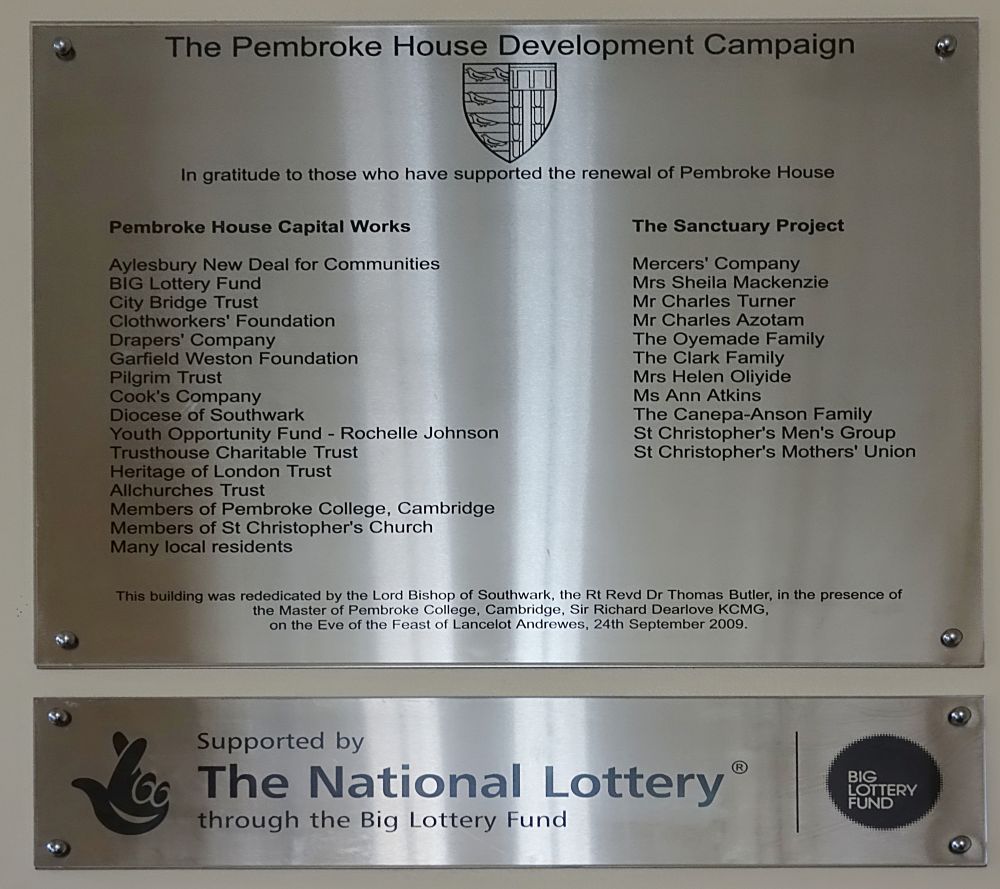 The Pembroke House Development Campaign
In gratitude to those who have supported the renewal of Pembroke House
Pembroke House Capital Works
Aylesbury New Deal for Communities
BIG Lottery Fund
City Bridge Trust
Clothworkers' Foundation
Drapers' Company
Garfield Weston Foundation
Pilgrim Trust
Cook's Company
Diocese of Southwark
Youth Opportunity Fund - Rochelle Johnson
Trusthouse Charitable Trust
Heritage of London Trust
Allchurches Trust
Members of Pembroke College, Cambridge
Members of St Christopher's Church
Many local residents
The Sanctuary Project
Mercers' Company
Mrs Sheila Mackenzie
Mr Charles Turner
Mr Charles Azotam
The Oyemade Family
The Clark Family
Mrs Helen Oliyide
Ms Ann Atkins
The Canepa-Anson Family
St Christopher's Men's Group
St Christopher's Mothers' Union
This building was rededicated by the Lord Bishop of Southwark, the Rt Revd Dr Thomas Butler, in the presence of
the Master of Pembroke College, Cambridge, Sir Richard Dearlove KCMG,
on the Eve of the Feast of Lancelot Andrewes, 24th September 2009.
Supported by
The National Lottery®
through the Big Lottery Fund
BIG
LOTTERY
FUND